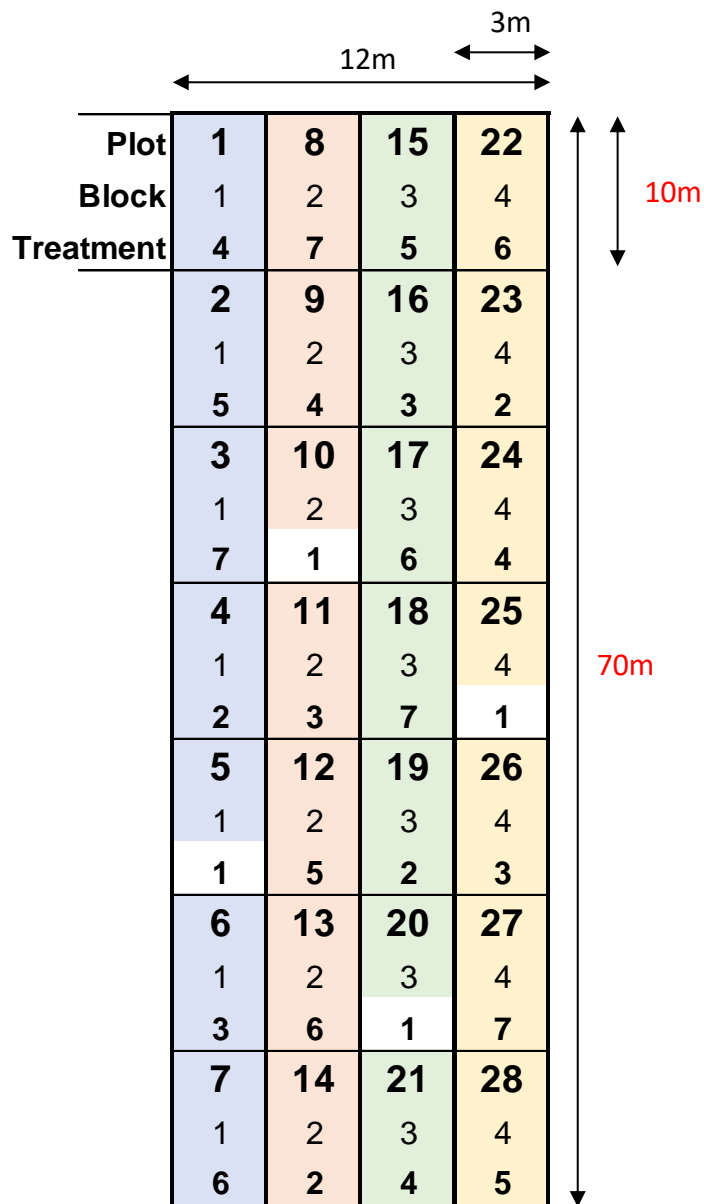 3m
12m
Plot 1 8 15 22
Block 1 2 3 4 10m
Treatment 4 7 5 6
2 9 16 23
1 2 3 4
5 4 3 2
3 10 17 24
1 2 3 4
7 1 6 4
4 11 18 25
1 2 3 4 70m
2 3 7 1
5 12 19 26
1 2 3 4
1 5 2 3
6 13 20 27
1 2 3 4
3 6 1 7
7 14 21 28
1 2 3 4
6 2 4 5